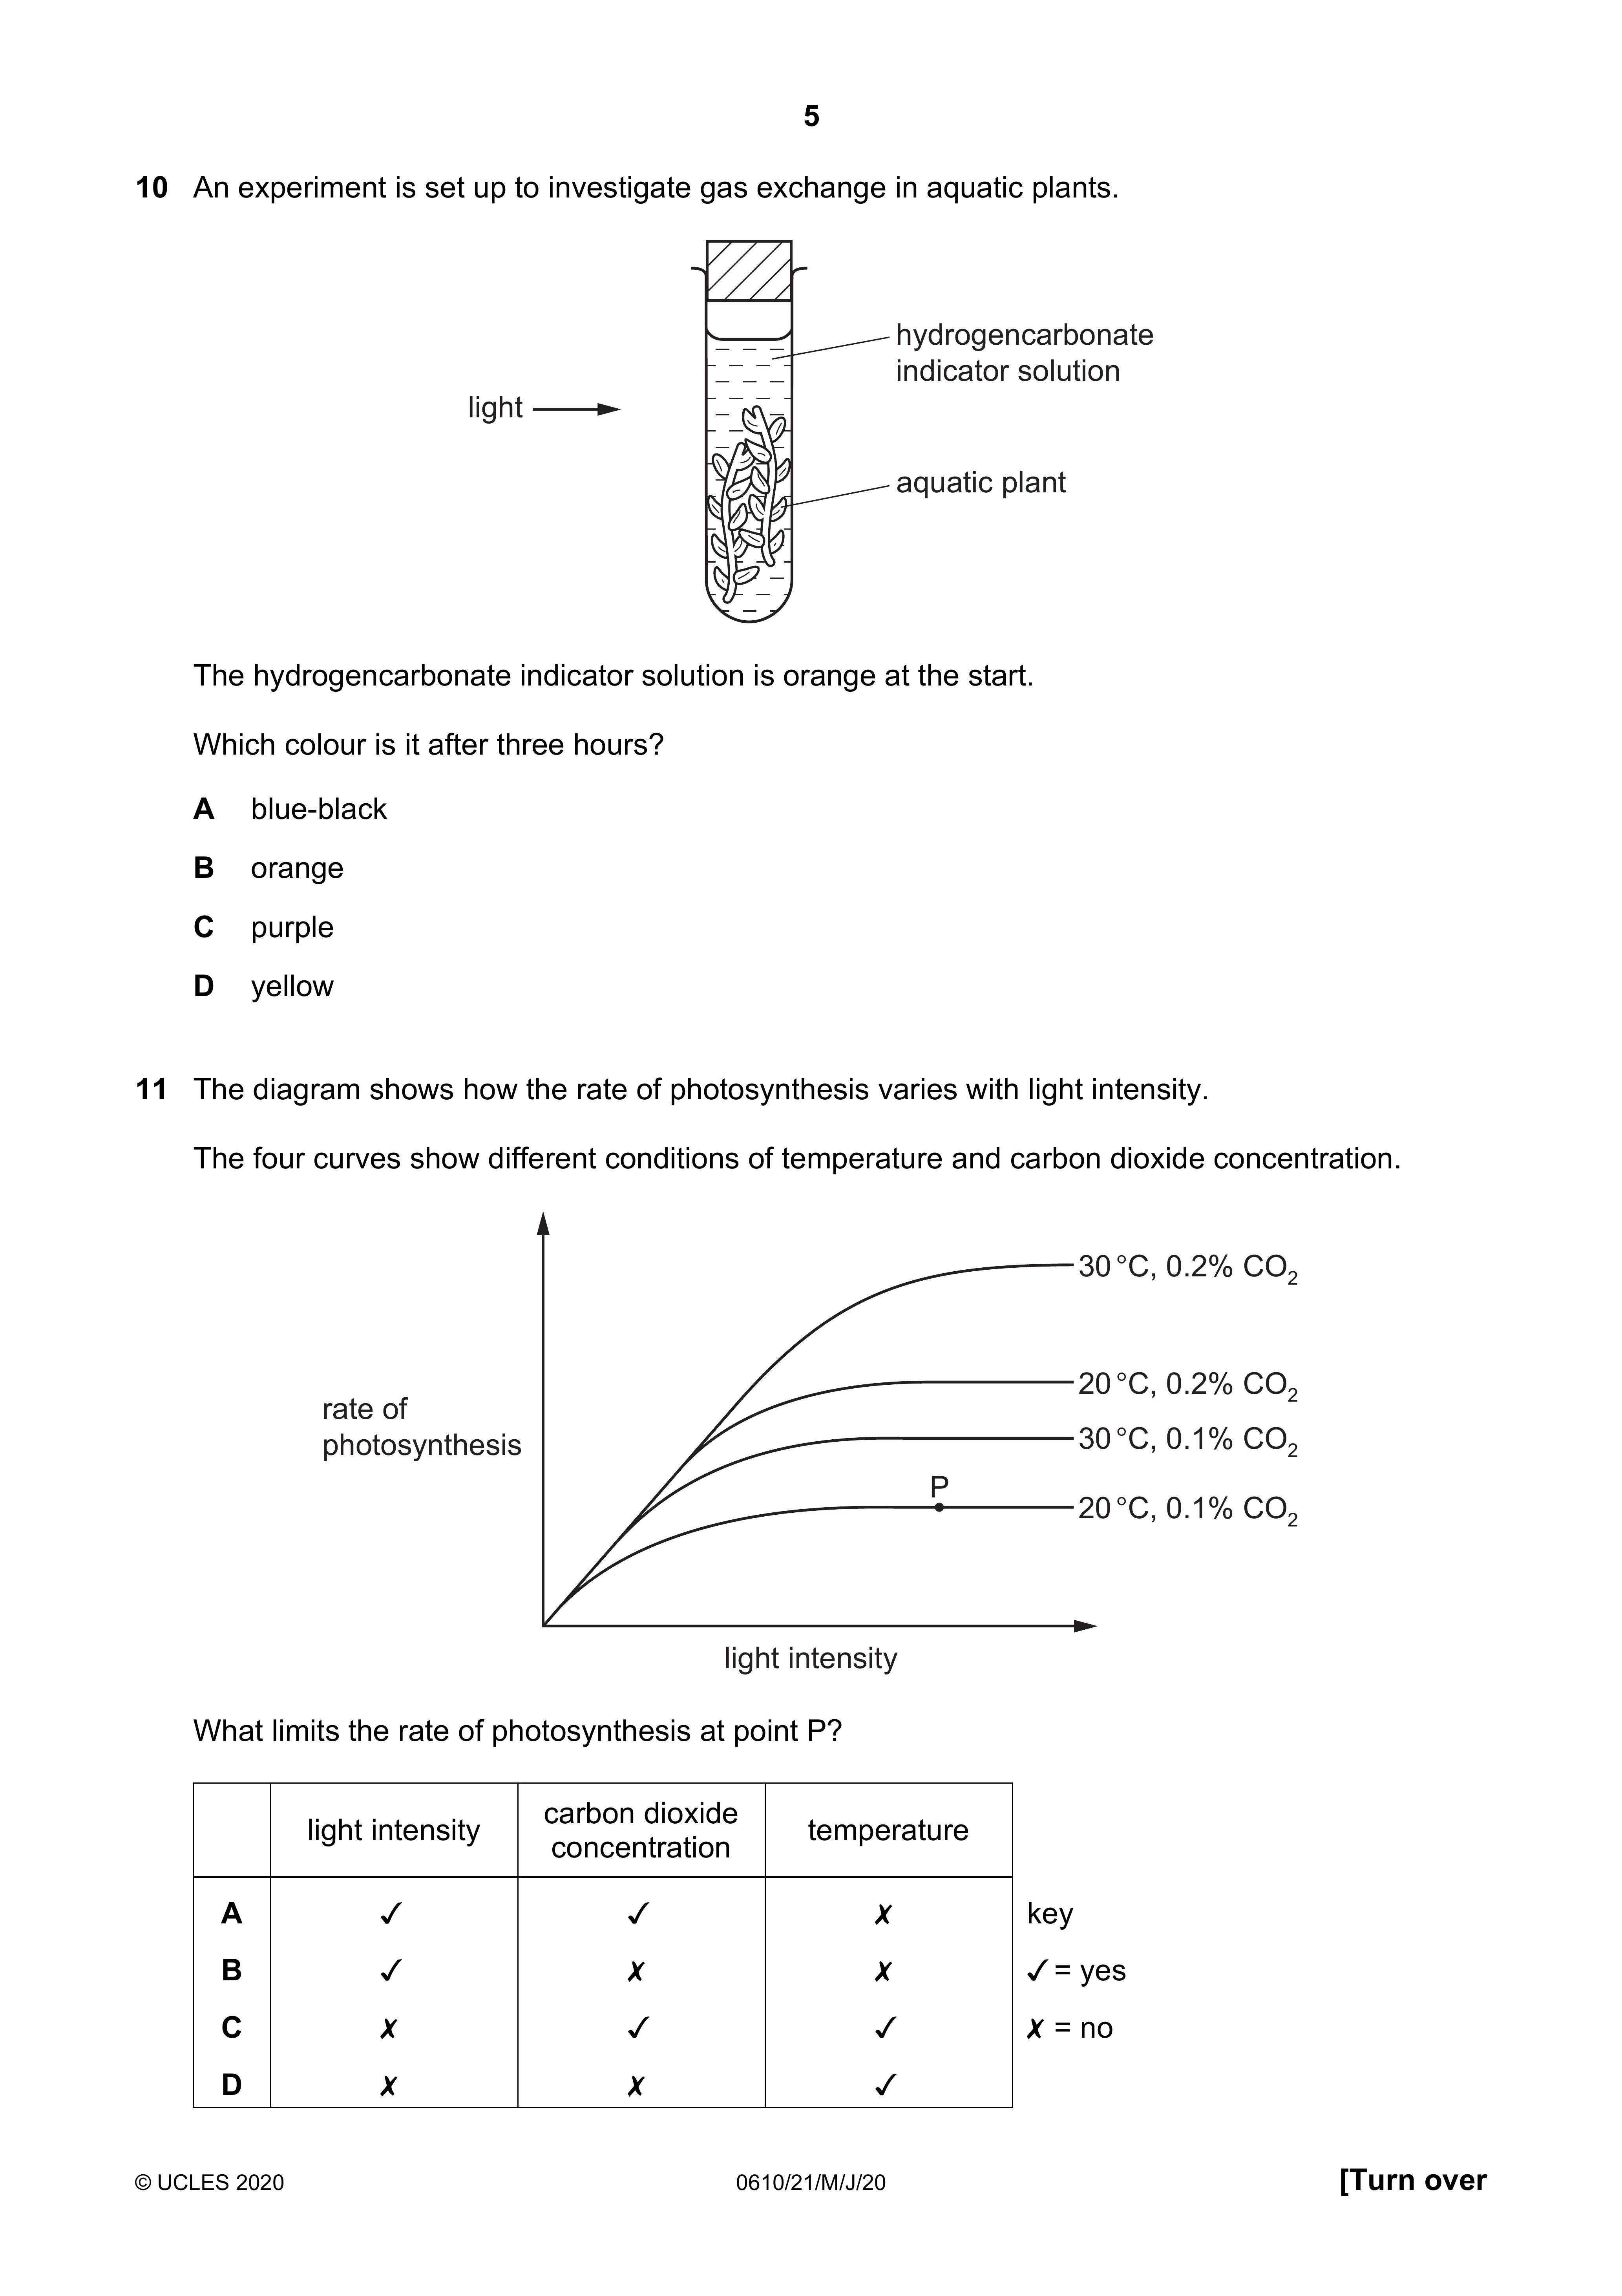 5
10 An experiment is set up to investigate gas exchange in aquatic plants.
hydrogencarbonate
indicator solution
light
aquatic plant
The hydrogencarbonate indicator solution is orange at the start.
Which colour is it after three hours?
A blue-black
B orange
C purple
D yellow
11 The diagram shows how the rate of photosynthesis varies with light intensity.
The four curves show different conditions of temperature and carbon dioxide concentration.
30 °C, 0.2% CO₂
20 °C, 0.2% CO₂
rate of
photosynthesis
30 °C, 0.1% CO₂
P
20 °C, 0.1% CO₂
light intensity
What limits the rate of photosynthesis at point P?
light intensity carbon dioxide concentration temperature
A ✓ ✓ ✗ key
B ✓ ✗ ✗ ✓ = yes
C ✗ ✓ ✓ ✗ = no
D ✗ ✗ ✓
© UCLES 2020 0610/21/M/J/20 [Turn over